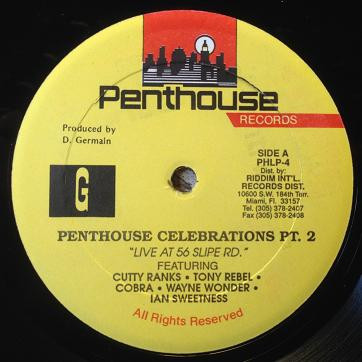 Penthouse
RECORDS
Produced by
D. Germain
SIDE A
PHLP-4
Dist. by:
RIDDIM INT'L.
RECORDS DIST.
10600 S.W. 184th Terr.
Miami, FL. 33157
Tel, (305) 378-2407
Fax (305) 378-2408
G
PENTHOUSE CELEBRATIONS PT. 2
"LIVE AT 56 SLIPE RD."
FEATURING
CUTTY RANKS • TONY REBEL •
COBRA • WAYNE WONDER •
IAN SWEETNESS
All Rights Reserved